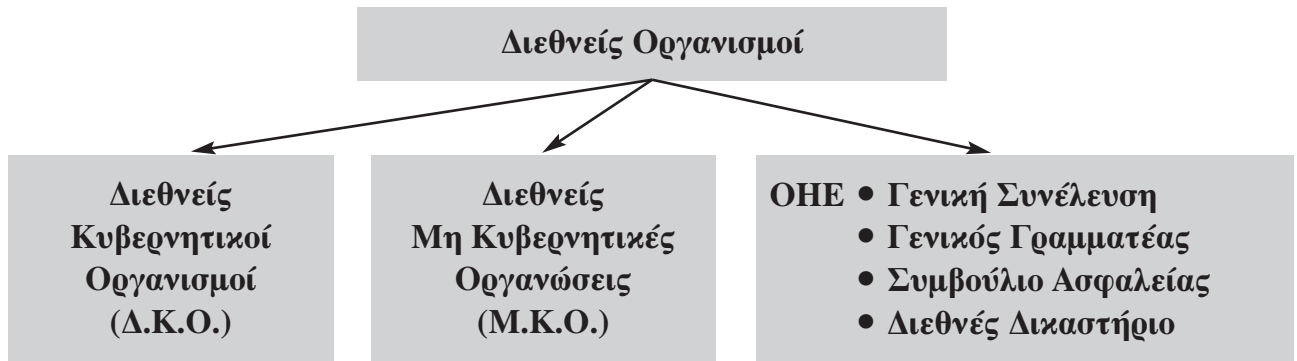 Διεθνείς Οργανισμοί
Διεθνείς
Κυβερνητικοί
Οργανισμοί
(Δ.Κ.Ο.)
Διεθνείς
Μη Κυβερνητικές
Οργανώσεις
(Μ.Κ.Ο.)
ΟΗΕ • Γενική Συνέλευση
• Γενικός Γραμματέας
• Συμβούλιο Ασφαλείας
• Διεθνές Δικαστήριο